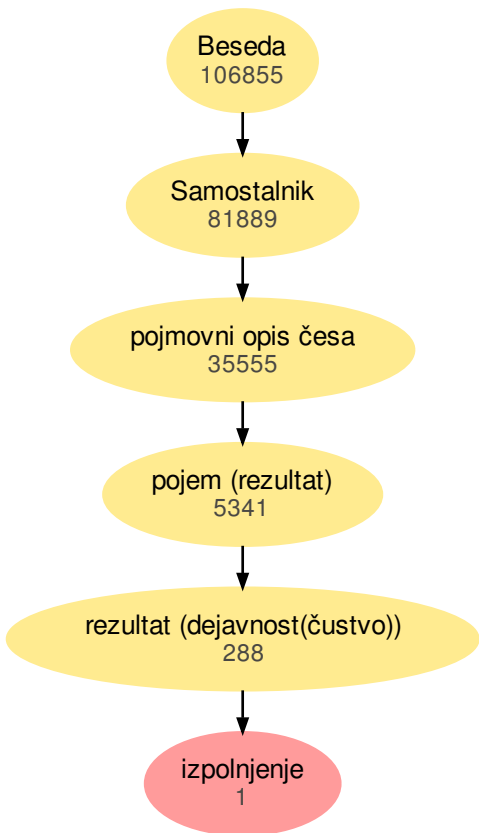 Beseda
106855
Samostalnik
81889
pojmovni opis česa
35555
pojem (rezultat)
5341
rezultat (dejavnost(čustvo))
288
izpolnjenje
1